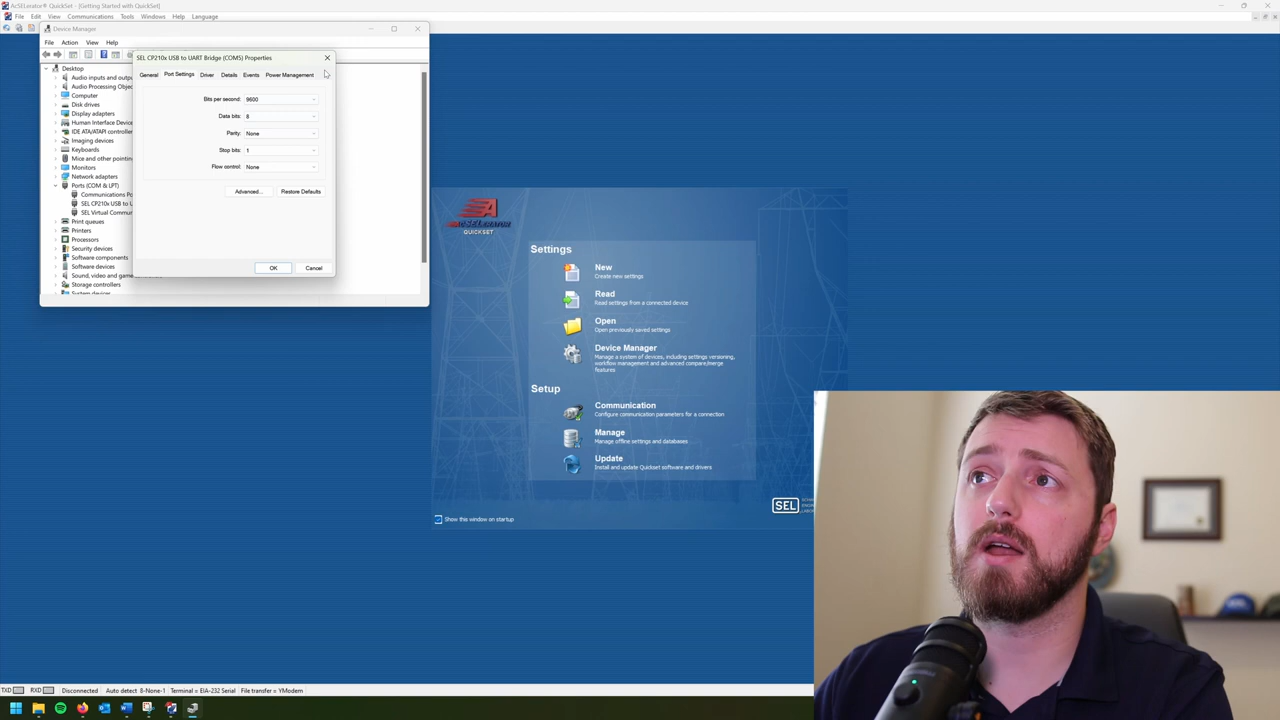 AcSELerator® QuickSet - [Getting Started with QuickSet]
File Edit View Communications Tools Windows Help Language
Device Manager
File Action View Help
Desktop
Audio inputs and outpu
Audio Processing Objec
Computer
Disk drives
Display adapters
Human Interface Device
IDE ATA/ATAPI controller
Imaging devices
Keyboards
Mice and other pointing
Monitors
Network adapters
Ports (COM & LPT)
Communications Po
SEL CP210x USB to U
SEL Virtual Commun
Print queues
Printers
Processors
Security devices
Software components
Software devices
Sound, video and game
Storage controllers
System devices
SEL CP210x USB to UART Bridge (COM5) Properties
General Port Settings Driver Details Events Power Management
Bits per second: 9600
Data bits: 8
Parity: None
Stop bits: 1
Flow control: None
Advanced... Restore Defaults
OK Cancel
AcSELerator
QUICKSET
Settings
New
Create new settings
Read
Read settings from a connected device
Open
Open previously saved settings
Device Manager
Manage a system of devices, including settings versioning,
workflow management and advanced compare/merge
features
Setup
Communication
Configure communication parameters for a connection
Manage
Manage offline settings and databases
Update
Install and update Quickset software and drivers
SEL
Show this window on startup
TXD RXD Disconnected Auto detect 8-None-1 Terminal = EIA-232 Serial File transfer = YModem